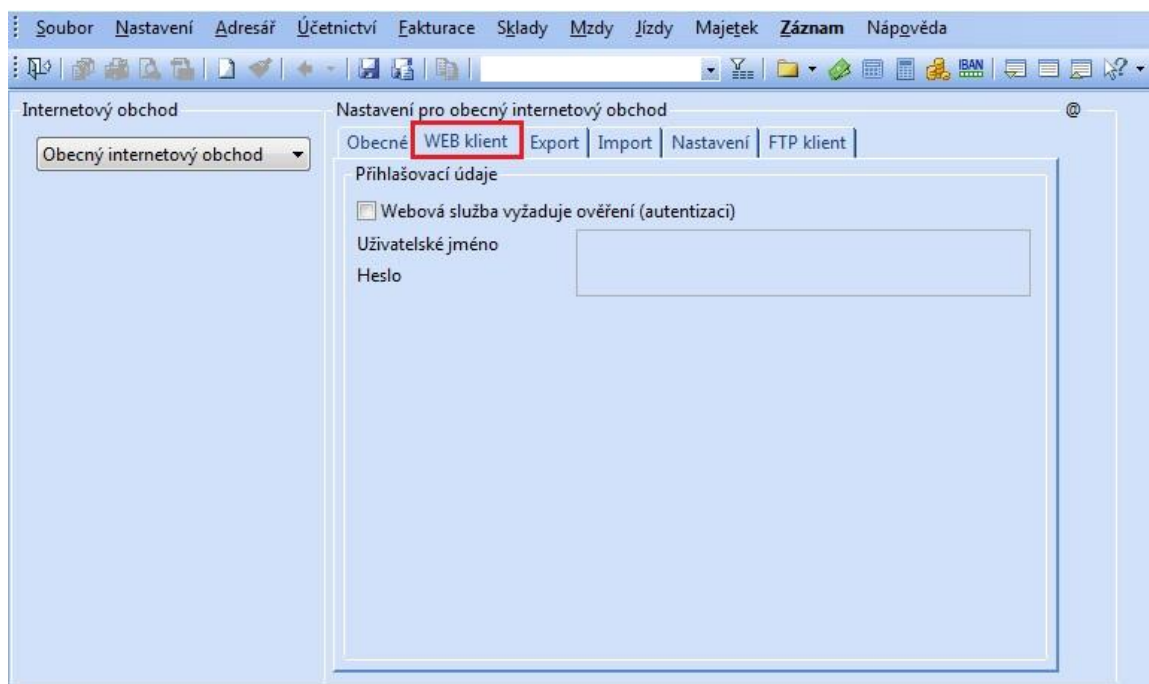 Soubor Nastavení Adresář Účetnictví Fakturace Sklady Mzdy Jízdy Majetek Záznam Nápověda
IBAN
Internetový obchod
Obecný internetový obchod
Nastavení pro obecný internetový obchod @
Obecné WEB klient Export Import Nastavení FTP klient
Přihlašovací údaje
Webová služba vyžaduje ověření (autentizaci)
Uživatelské jméno
Heslo